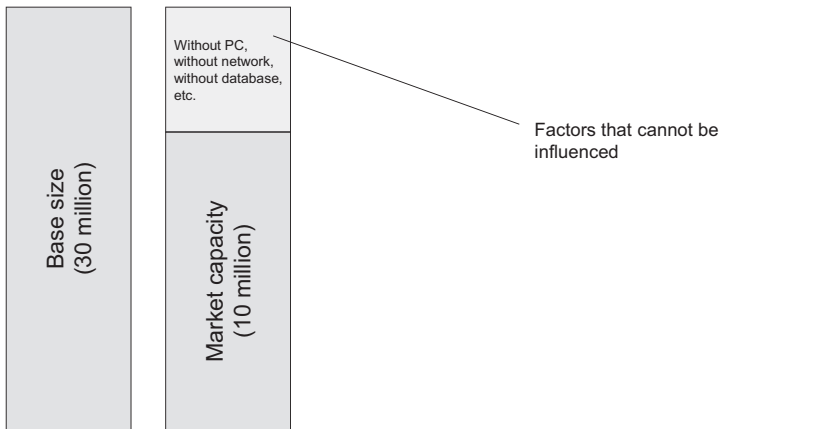 Base size
(30 million)
Without PC,
without network,
without database,
etc.
Market capacity
(10 million)
Factors that cannot be
influenced